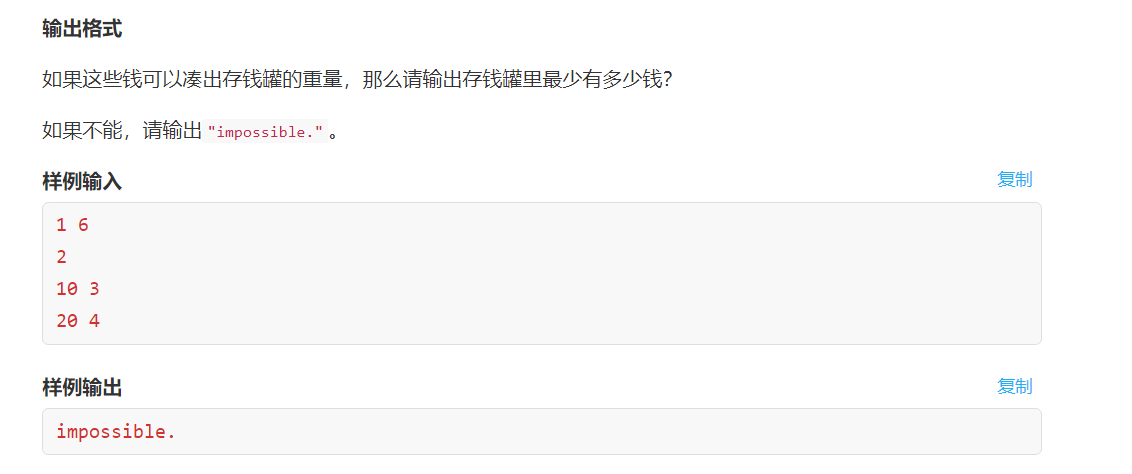 输出格式
如果这些钱可以凑出存钱罐的重量，那么请输出存钱罐里最少有多少钱？
如果不能，请输出"impossible."。
样例输入
复制
1 6
2
10 3
20 4
样例输出
复制
impossible.